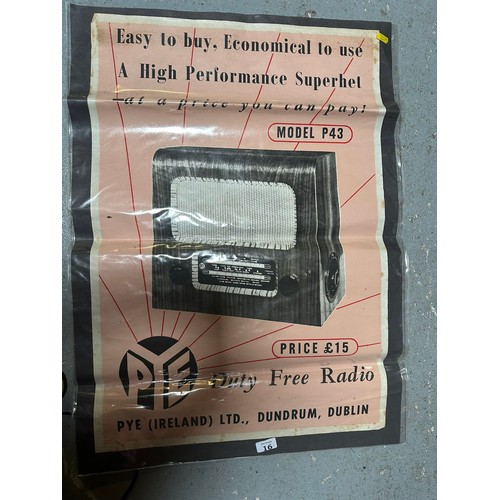 Easy to buy, Economical to use
A High Performance Superhet
—at a price you can pay!
MODEL P43
PRICE £15
PYE
Duty Free Radio
PYE (IRELAND) LTD., DUNDRUM, DUBLIN
16